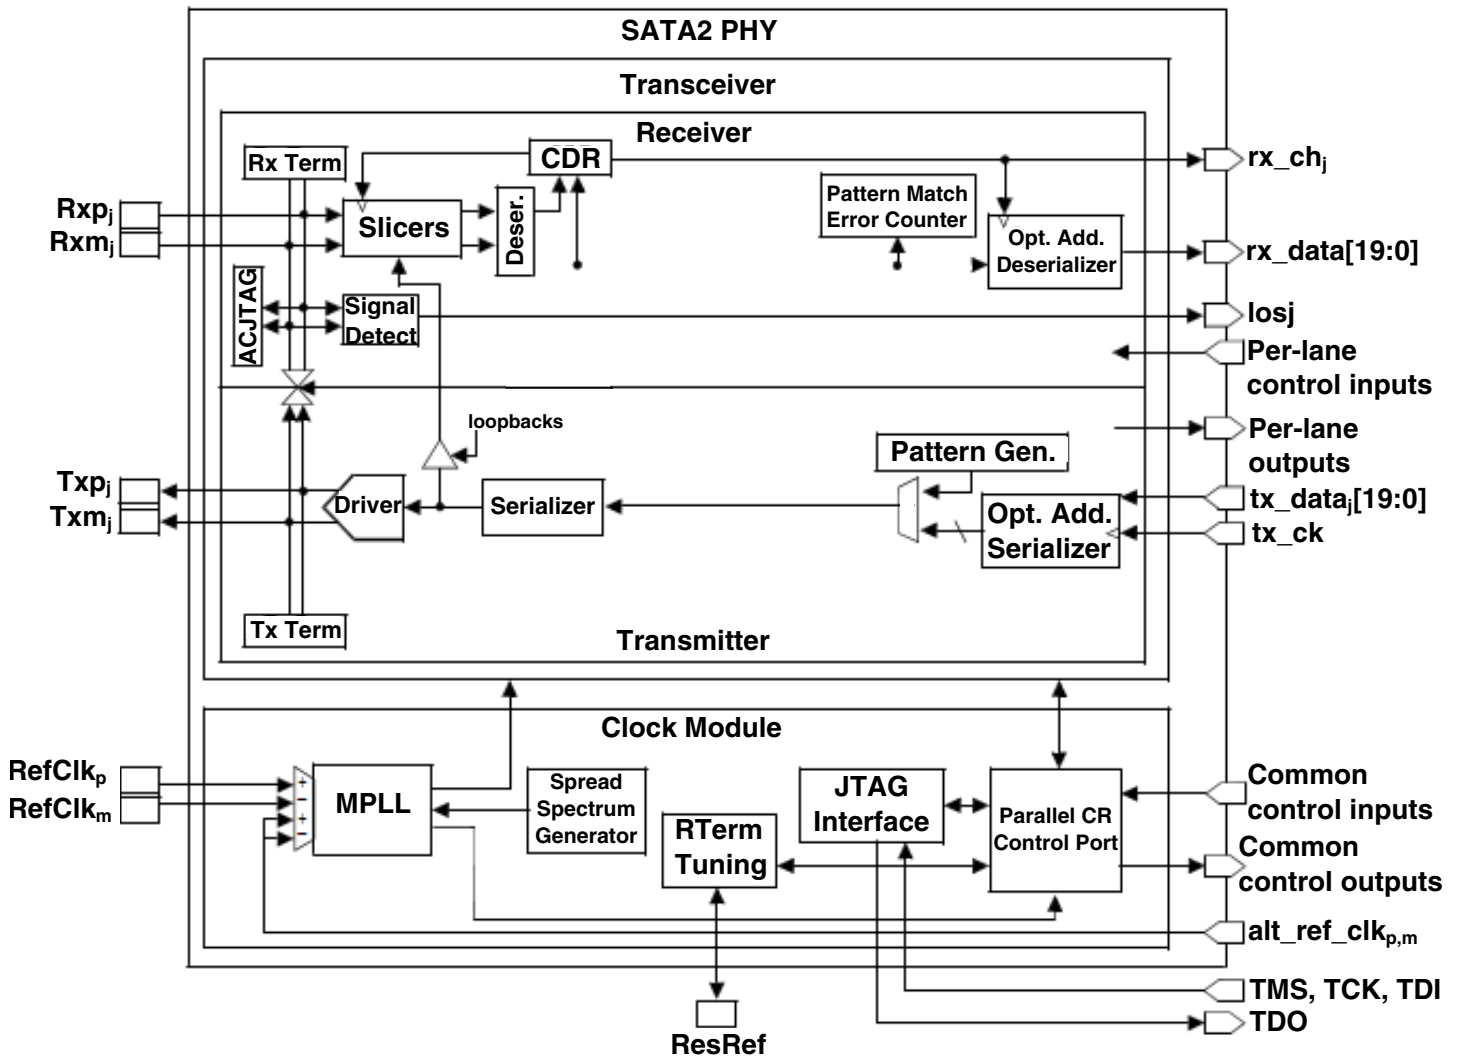 SATA2 PHY
Transceiver
Receiver
Rx Term
CDR
rx_chj
Rxpj
Rxmj
Slicers
Deser.
Pattern Match
Error Counter
Opt. Add.
Deserializer
rx_data[19:0]
ACJTAG
Signal
Detect
losj
Per-lane
control inputs
loopbacks
Per-lane
outputs
Pattern Gen.
Txpj
Txmj
Driver
Serializer
Opt. Add.
Serializer
tx_dataj[19:0]
tx_ck
Tx Term
Transmitter
Clock Module
RefClkp
RefClkm
+
−
+
−
MPLL
Spread
Spectrum
Generator
RTerm
Tuning
JTAG
Interface
Parallel CR
Control Port
Common
control inputs
Common
control outputs
alt_ref_clkp,m
TMS, TCK, TDI
TDO
ResRef